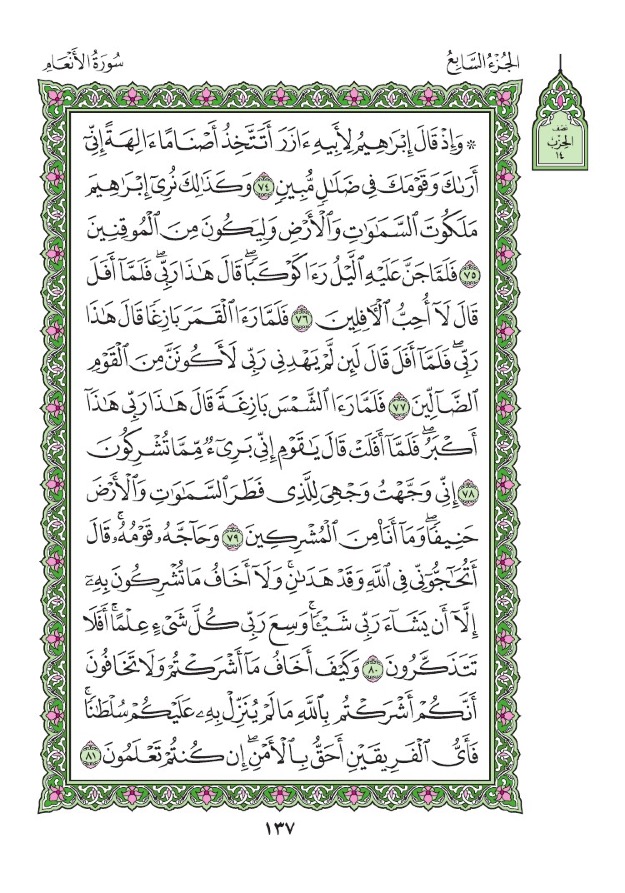 سُورَةُ الأَنْعَامِ
الجُزْءُ السَّابِعُ
نصف
الحِزْب
١٤
* وَإِذْ قَالَ إِبْرَٰهِيمُ لِأَبِيهِ ءَازَرَ أَتَتَّخِذُ أَصْنَامًا ءَالِهَةً إِنِّىٓ
أَرَىٰكَ وَقَوْمَكَ فِى ضَلَٰلٍ مُّبِينٍ ٧٤ وَكَذَٰلِكَ نُرِىٓ إِبْرَٰهِيمَ
مَلَكُوتَ ٱلسَّمَٰوَٰتِ وَٱلْأَرْضِ وَلِيَكُونَ مِنَ ٱلْمُوقِنِينَ
٧٥ فَلَمَّا جَنَّ عَلَيْهِ ٱلَّيْلُ رَءَا كَوْكَبًاۖ قَالَ هَٰذَا رَبِّىۖ فَلَمَّآ أَفَلَ
قَالَ لَآ أُحِبُّ ٱلْءَافِلِينَ ٧٦ فَلَمَّا رَءَا ٱلْقَمَرَ بَازِغًا قَالَ هَٰذَا
رَبِّىۖ فَلَمَّآ أَفَلَ قَالَ لَئِن لَّمْ يَهْدِنِى رَبِّى لَأَكُونَنَّ مِنَ ٱلْقَوْمِ
ٱلضَّآلِّينَ ٧٧ فَلَمَّا رَءَا ٱلشَّمْسَ بَازِغَةً قَالَ هَٰذَا رَبِّى هَٰذَآ
أَكْبَرُۖ فَلَمَّآ أَفَلَتْ قَالَ يَٰقَوْمِ إِنِّى بَرِىٓءٌ مِّمَّا تُشْرِكُونَ
٧٨ إِنِّى وَجَّهْتُ وَجْهِىَ لِلَّذِى فَطَرَ ٱلسَّمَٰوَٰتِ وَٱلْأَرْضَ
حَنِيفًاۖ وَمَآ أَنَا۠ مِنَ ٱلْمُشْرِكِينَ ٧٩ وَحَآجَّهُۥ قَوْمُهُۥۚ قَالَ
أَتُحَٰٓجُّوٓنِّى فِى ٱللَّهِ وَقَدْ هَدَىٰنِۚ وَلَآ أَخَافُ مَا تُشْرِكُونَ بِهِۦٓ
إِلَّآ أَن يَشَآءَ رَبِّى شَيْـًٔاۗ وَسِعَ رَبِّى كُلَّ شَىْءٍ عِلْمًاۗ أَفَلَا
تَتَذَكَّرُونَ ٨٠ وَكَيْفَ أَخَافُ مَآ أَشْرَكْتُمْ وَلَا تَخَافُونَ
أَنَّكُمْ أَشْرَكْتُم بِٱللَّهِ مَا لَمْ يُنَزِّلْ بِهِۦ عَلَيْكُمْ سُلْطَٰنًاۚ
فَأَىُّ ٱلْفَرِيقَيْنِ أَحَقُّ بِٱلْأَمْنِۖ إِن كُنتُمْ تَعْلَمُونَ ٨١
١٣٧